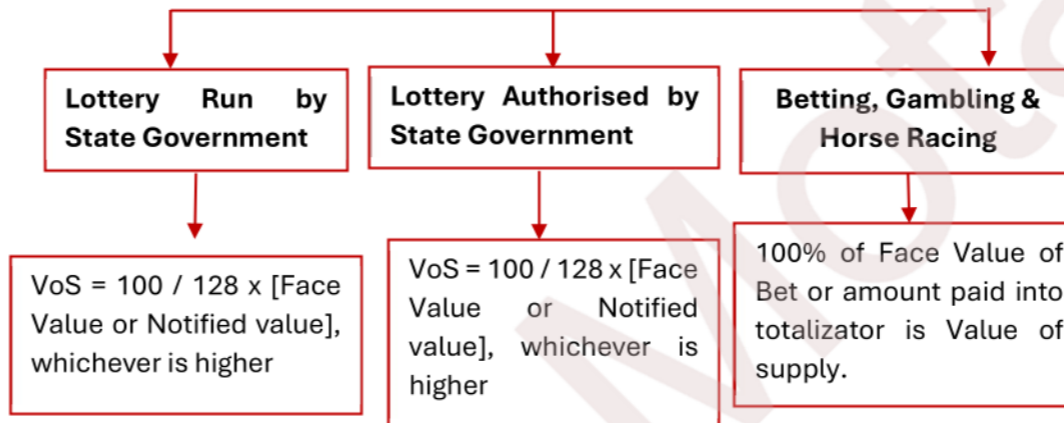 Lottery Run by
State Government
Lottery Authorised by
State Government
Betting, Gambling &
Horse Racing
VoS = 100 / 128 x [Face
Value or Notified value],
whichever is higher
VoS = 100 / 128 x [Face
Value or Notified
value], whichever is
higher
100% of Face Value of
Bet or amount paid into
totalizator is Value of
supply.